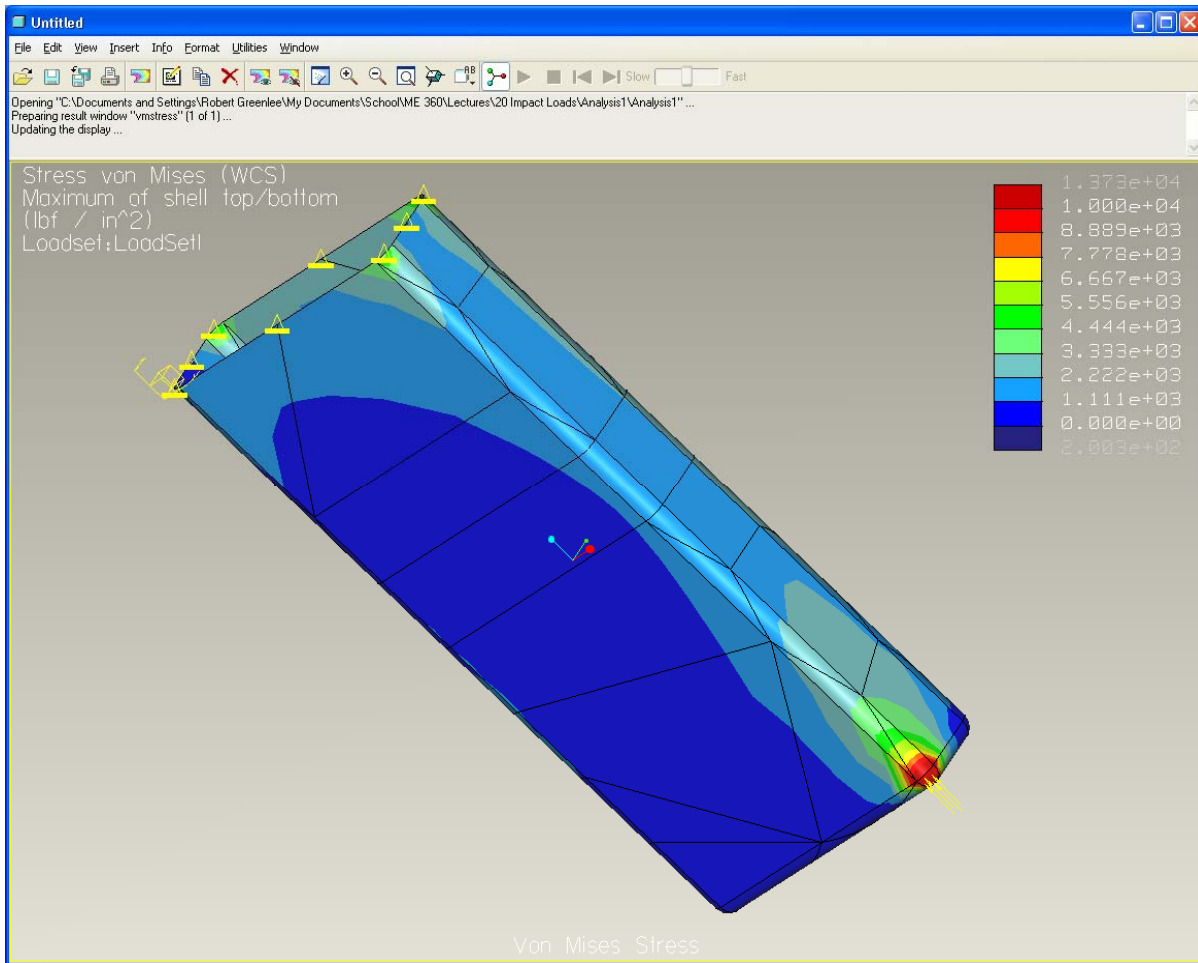 Untitled
File Edit View Insert Info Format Utilities Window
AB
Slow Fast
Opening "C:\Documents and Settings\Robert Greenlee\My Documents\School\ME 360\Lectures\20 Impact Loads\Analysis1\Analysis1" ...
Preparing result window "vmstress" (1 of 1) ...
Updating the display ...
Stress von Mises (WCS)
Maximum of shell top/bottom
(lbf / in^2)
Loadset:LoadSet1
1.373e+04
1.000e+04
8.889e+03
7.778e+03
6.667e+03
5.556e+03
4.444e+03
3.333e+03
2.222e+03
1.111e+03
0.000e+00
2.003e+02
Von Mises Stress